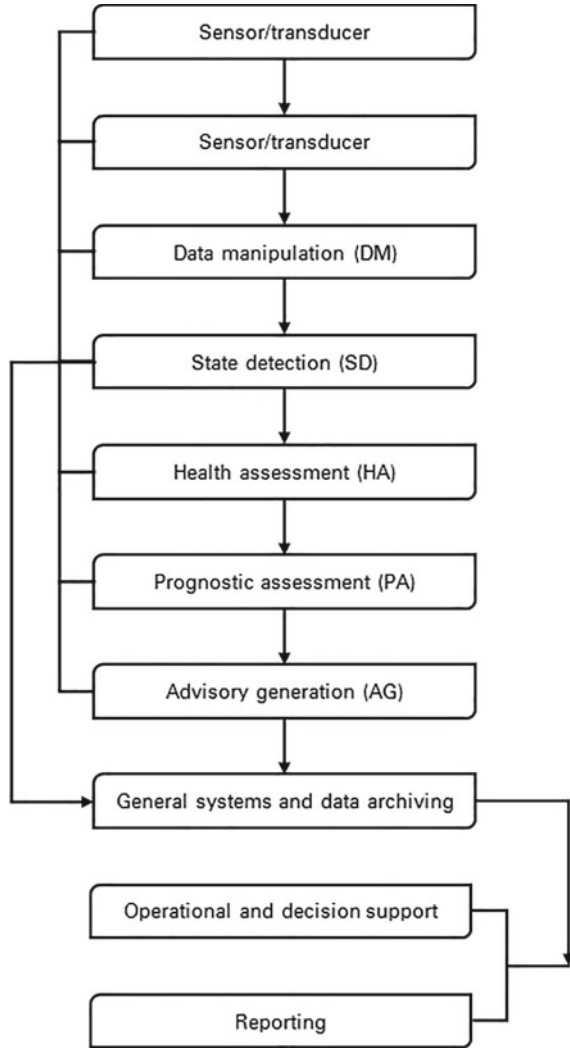 Sensor/transducer
Sensor/transducer
Data manipulation (DM)
State detection (SD)
Health assessment (HA)
Prognostic assessment (PA)
Advisory generation (AG)
General systems and data archiving
Operational and decision support
Reporting